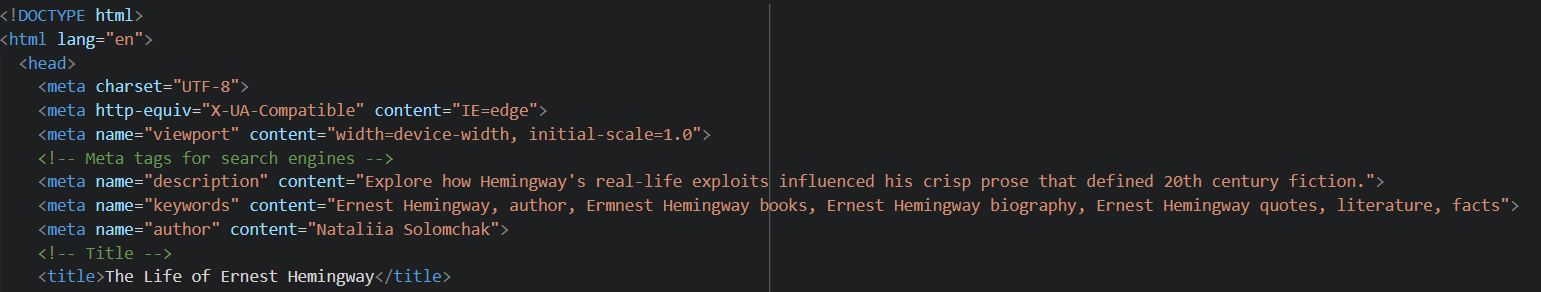 <!DOCTYPE html>
<html lang="en">
<head>
<meta charset="UTF-8">
<meta http-equiv="X-UA-Compatible" content="IE=edge">
<meta name="viewport" content="width=device-width, initial-scale=1.0">
<!-- Meta tags for search engines -->
<meta name="description" content="Explore how Hemingway's real-life exploits influenced his crisp prose that defined 20th century fiction.">
<meta name="keywords" content="Ernest Hemingway, author, Ermnest Hemingway books, Ernest Hemingway biography, Ernest Hemingway quotes, literature, facts">
<meta name="author" content="Nataliia Solomchak">
<!-- Title -->
<title>The Life of Ernest Hemingway</title>